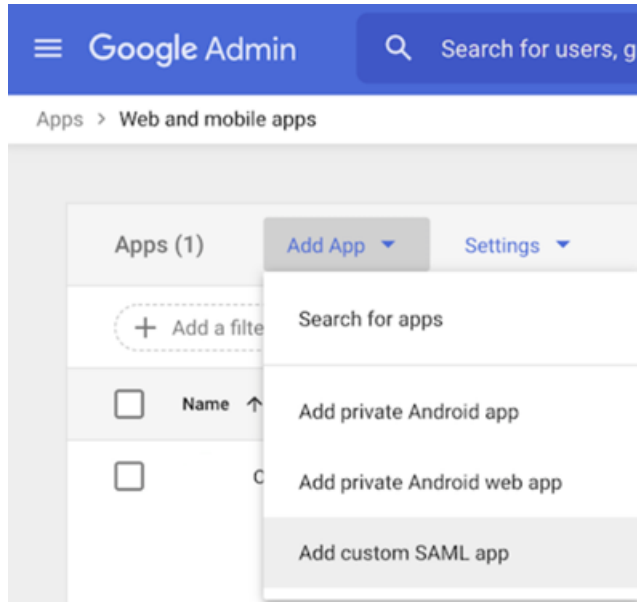 Google Admin
Search for users, g
Apps > Web and mobile apps
Apps (1)
Add App
Settings
Add a filte
Search for apps
Name
Add private Android app
Add private Android web app
Add custom SAML app